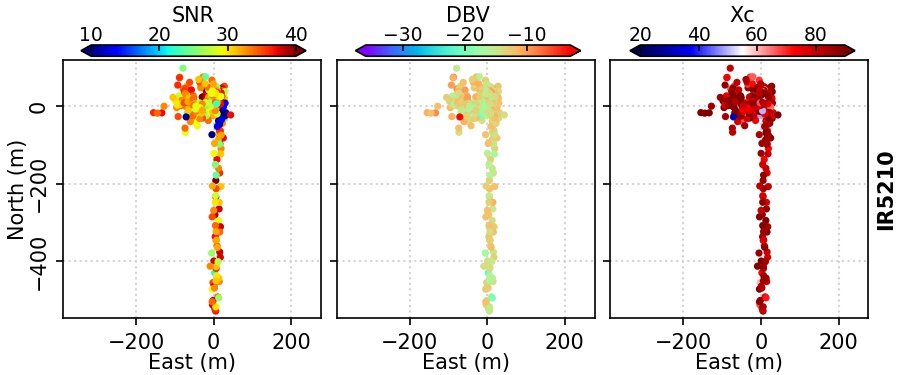 SNR DBV Xc
10 20 30 40 −30 −20 −10 20 40 60 80
North (m)
0
−200
−400
IR5210
−200 0 200 −200 0 200 −200 0 200
East (m) East (m) East (m)